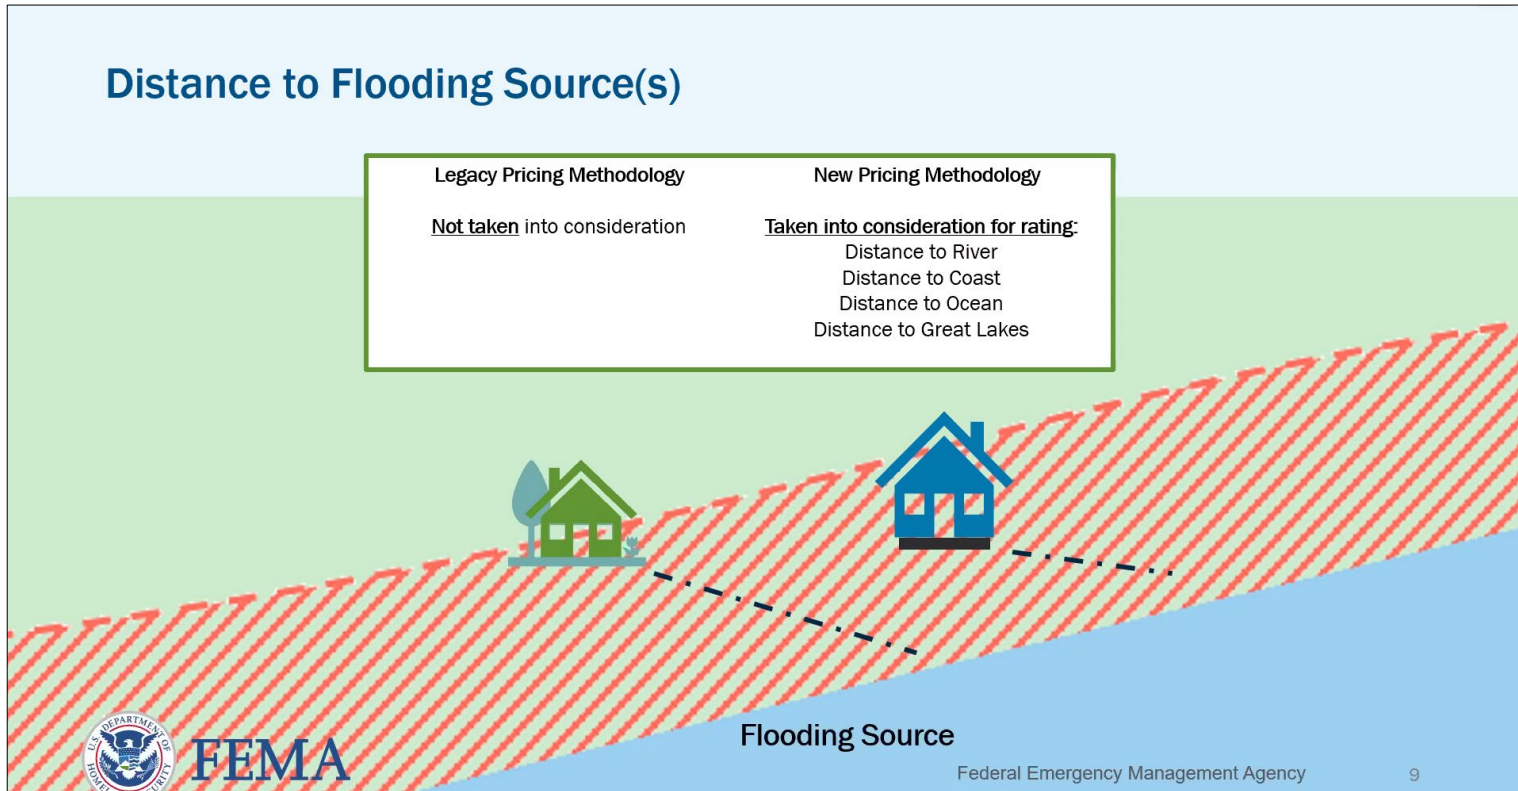 Distance to Flooding Source(s)
Legacy Pricing Methodology
Not taken into consideration
New Pricing Methodology
Taken into consideration for rating:
Distance to River
Distance to Coast
Distance to Ocean
Distance to Great Lakes
Flooding Source
U.S. DEPARTMENT OF
FEMA
Federal Emergency Management Agency
9